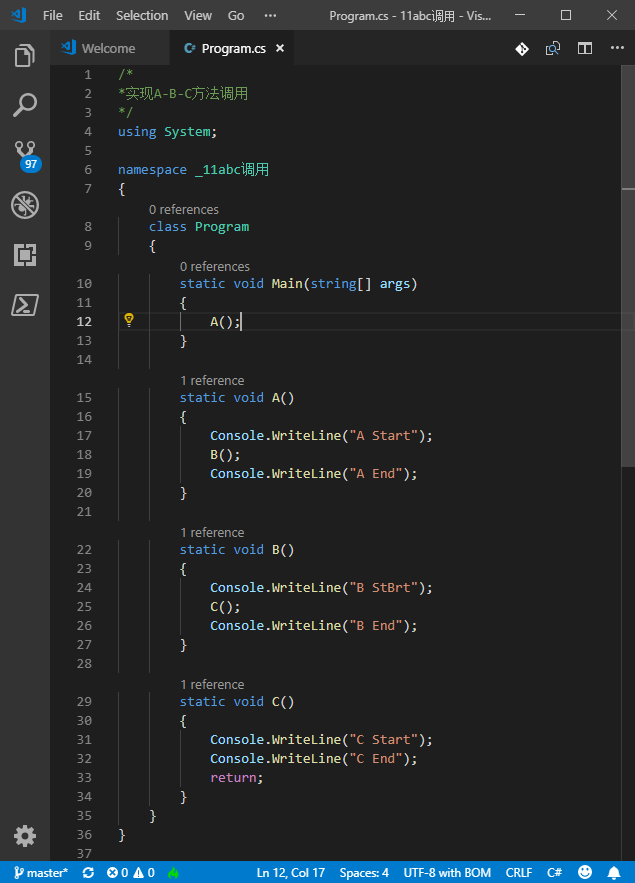 File Edit Selection View Go ··· Program.cs - 11abc调用 - Vis...
Welcome Program.cs
97
1 /*
2 *实现A-B-C方法调用
3 */
4 using System;
5
6 namespace _11abc调用
7 {
0 references
8 class Program
9 {
0 references
10 static void Main(string[] args)
11 {
12 A();
13 }
14
1 reference
15 static void A()
16 {
17 Console.WriteLine("A Start");
18 B();
19 Console.WriteLine("A End");
20 }
21
1 reference
22 static void B()
23 {
24 Console.WriteLine("B StBrt");
25 C();
26 Console.WriteLine("B End");
27 }
28
1 reference
29 static void C()
30 {
31 Console.WriteLine("C Start");
32 Console.WriteLine("C End");
33 return;
34 }
35 }
36 }
37
master* 0 0 Ln 12, Col 17 Spaces: 4 UTF-8 with BOM CRLF C#